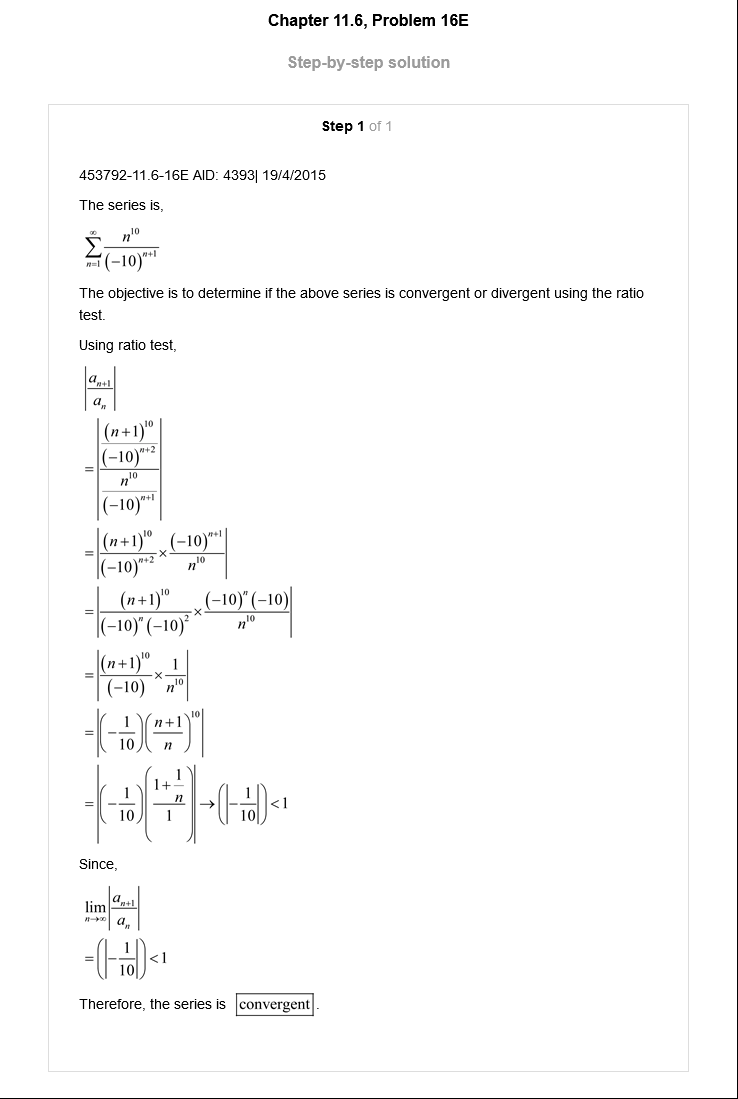 Chapter 11.6, Problem 16E
Step-by-step solution
Step 1 of 1
453792-11.6-16E AID: 4393| 19/4/2015
The series is,
$\sum_{n=1}^{\infty} \frac{n^{10}}{(-10)^{n+1}}$
The objective is to determine if the above series is convergent or divergent using the ratio
test.
Using ratio test,
$\left|\frac{a_{n+1}}{a_n}\right|$
$= \left|\frac{\frac{(n+1)^{10}}{(-10)^{n+2}}}{\frac{n^{10}}{(-10)^{n+1}}}\right|$
$= \left|\frac{(n+1)^{10}}{(-10)^{n+2}} \times \frac{(-10)^{n+1}}{n^{10}}\right|$
$= \left|\frac{(n+1)^{10}}{(-10)^n (-10)^2} \times \frac{(-10)^n (-10)}{n^{10}}\right|$
$= \left|\frac{(n+1)^{10}}{(-10)} \times \frac{1}{n^{10}}\right|$
$= \left|\left(-\frac{1}{10}\right)\left(\frac{n+1}{n}\right)^{10}\right|$
$= \left|\left(-\frac{1}{10}\right)\left(\frac{1+\frac{1}{n}}{1}\right)\right| \to \left(\left|-\frac{1}{10}\right|\right) < 1$
Since,
$\lim_{n \to \infty} \left|\frac{a_{n+1}}{a_n}\right|$
$= \left(\left|-\frac{1}{10}\right|\right) < 1$
Therefore, the series is convergent.